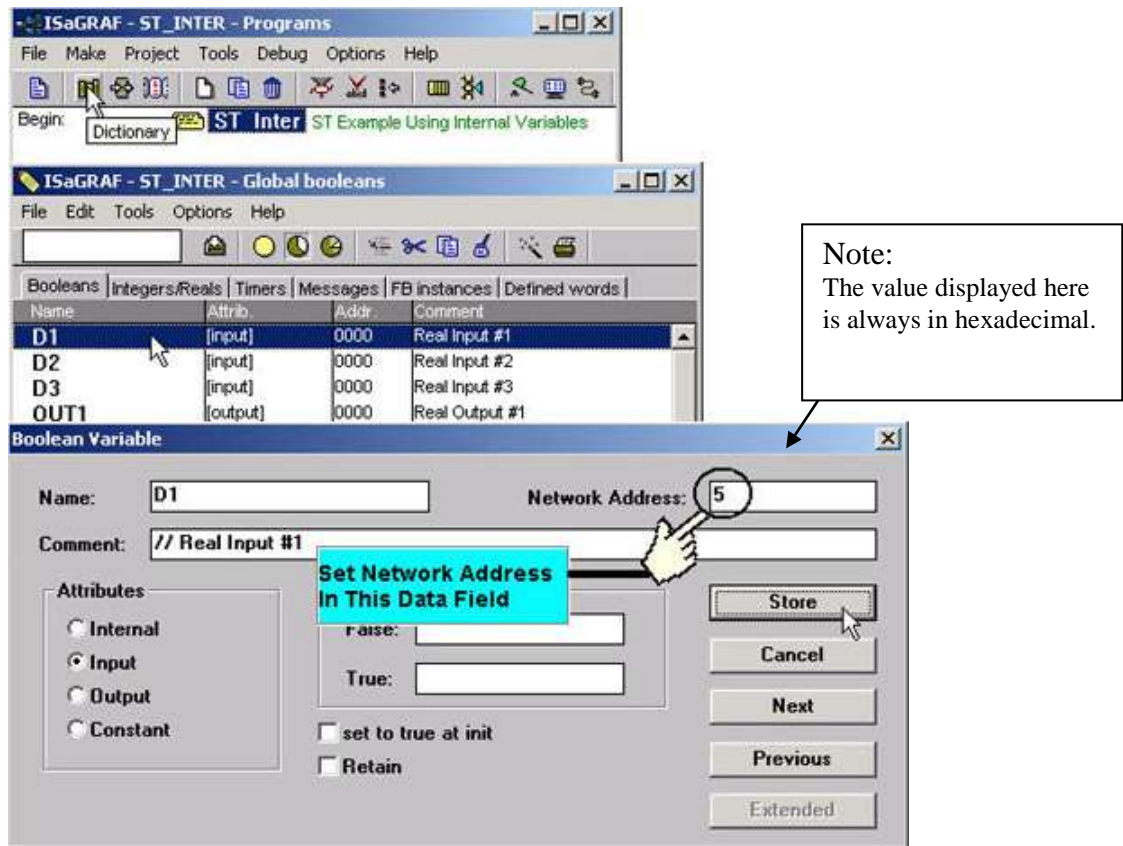 ISaGRAF - ST_INTER - Programs
File Make Project Tools Debug Options Help
Begin:
Dictionary
ST Inter ST Example Using Internal Variables
ISaGRAF - ST_INTER - Global booleans
File Edit Tools Options Help
Booleans Integers/Reals Timers Messages FB instances Defined words
Name Attrib. Addr. Comment
D1 [input] 0000 Real Input #1
D2 [input] 0000 Real Input #2
D3 [input] 0000 Real Input #3
OUT1 [output] 0000 Real Output #1
Note:
The value displayed here
is always in hexadecimal.
Boolean Variable
Name: D1 Network Address: 5
Comment: // Real Input #1
Set Network Address
In This Data Field
Attributes
Internal
Input
Output
Constant
False:
True:
set to true at init
Retain
Store
Cancel
Next
Previous
Extended